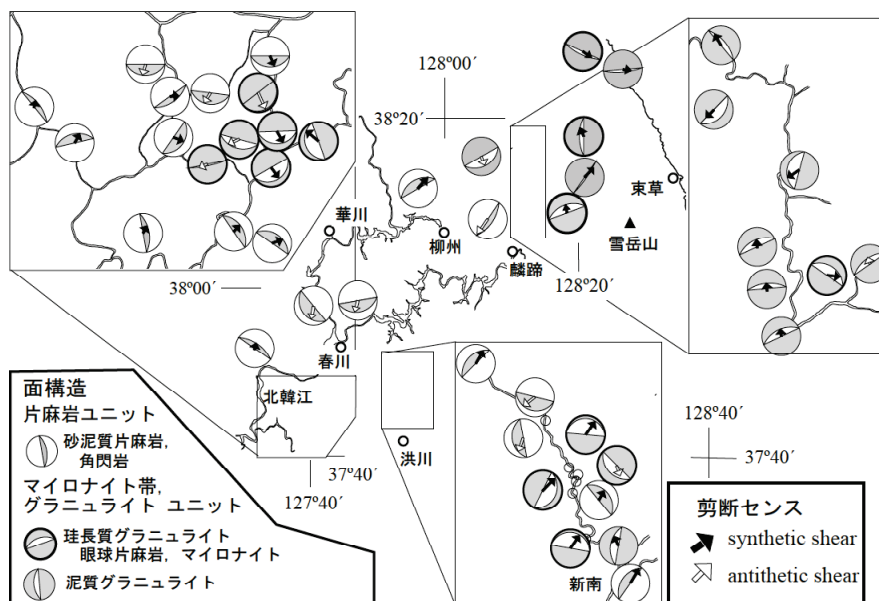 128º00´
38º20´
束草
雪岳山
128º20´
華川
柳州
麟蹄
38º00´
春川
北韓江
洪川
37º40´
127º40´
128º40´
37º40´
新南
面構造
片麻岩ユニット
砂泥質片麻岩,
角閃岩
マイロナイト帯,
グラニュライト ユニット
珪長質グラニュライト
眼球片麻岩, マイロナイト
泥質グラニュライト
剪断センス
synthetic shear
antithetic shear